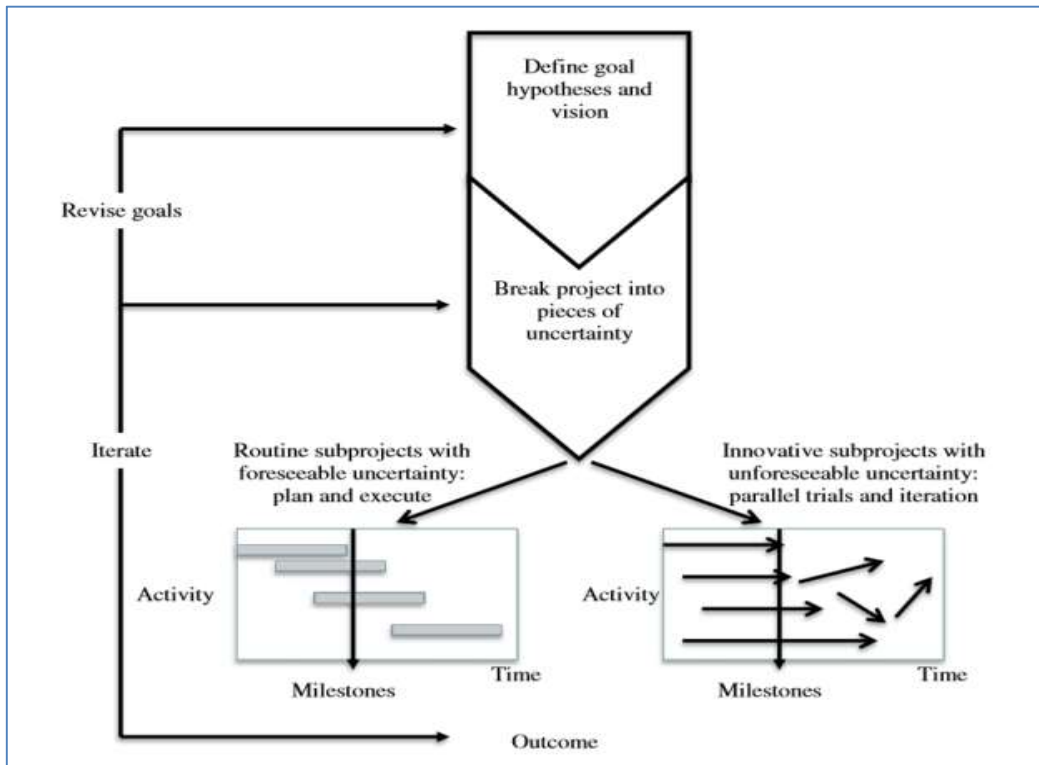 Define goal
hypotheses and
vision
Revise goals
Break project into
pieces of
uncertainty
Iterate
Routine subprojects with
foreseeable uncertainty:
plan and execute
Innovative subprojects with
unforeseeable uncertainty:
parallel trials and iteration
Activity
Time
Milestones
Activity
Time
Milestones
Outcome